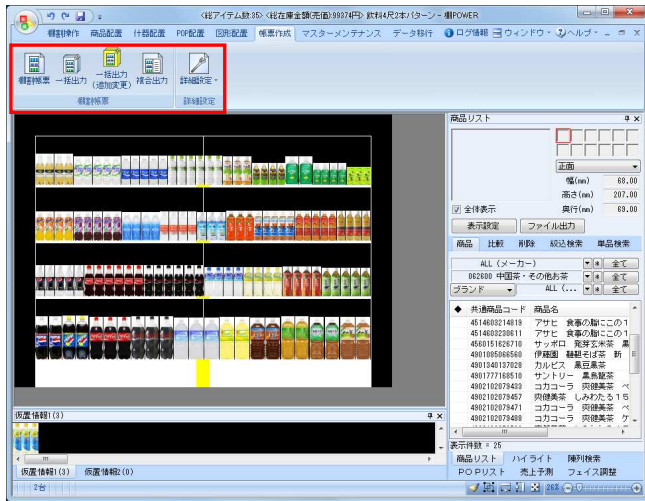 <総アイテム数:35> <総在庫金額(売価):99374円> 飲料4尺2本パターン - 棚POWER
棚割操作 商品配置 什器配置 POP配置 図形配置 帳票作成 マスターメンテナンス データ移行 ログ情報 ウィンドウ ヘルプ
棚割帳票 一括出力 一括出力(追加変更) 複合出力 詳細設定
棚割帳票 詳細設定
商品リスト
正面
幅(mm) 68.00
高さ(mm) 207.00
全体表示 奥行(mm) 69.00
表示設定 ファイル出力
商品 比較 削除 絞込検索 単品検索
ALL (メーカー) * 全て
062600 中国茶・その他お茶 * 全て
ブランド ALL (... * 全て
共通商品コード 商品名
4514603214819 アサヒ 食事の脂にこの1
4514603230611 アサヒ 食事の脂にこの1
4560151626710 サッポロ 発芽玄米茶 黒
4901085066560 伊藤園 韃靼そば茶 新
4901340137028 カルピス 黒豆黒茶
4901777168510 サントリー 黒烏龍茶
4902102079433 コカコーラ 爽健美茶 ペ
4902102079457 爽健美茶 しみわたる15
4902102079471 コカコーラ 爽健美茶 ペ
4902102079488 コカコーラ 爽健美茶 ケ
仮置情報1(3)
表示件数 = 25
商品リスト ハイライト 陳列検索
仮置情報1(3) 仮置情報2(0)
POPリスト 売上予測 フェイス調整
2台 26%